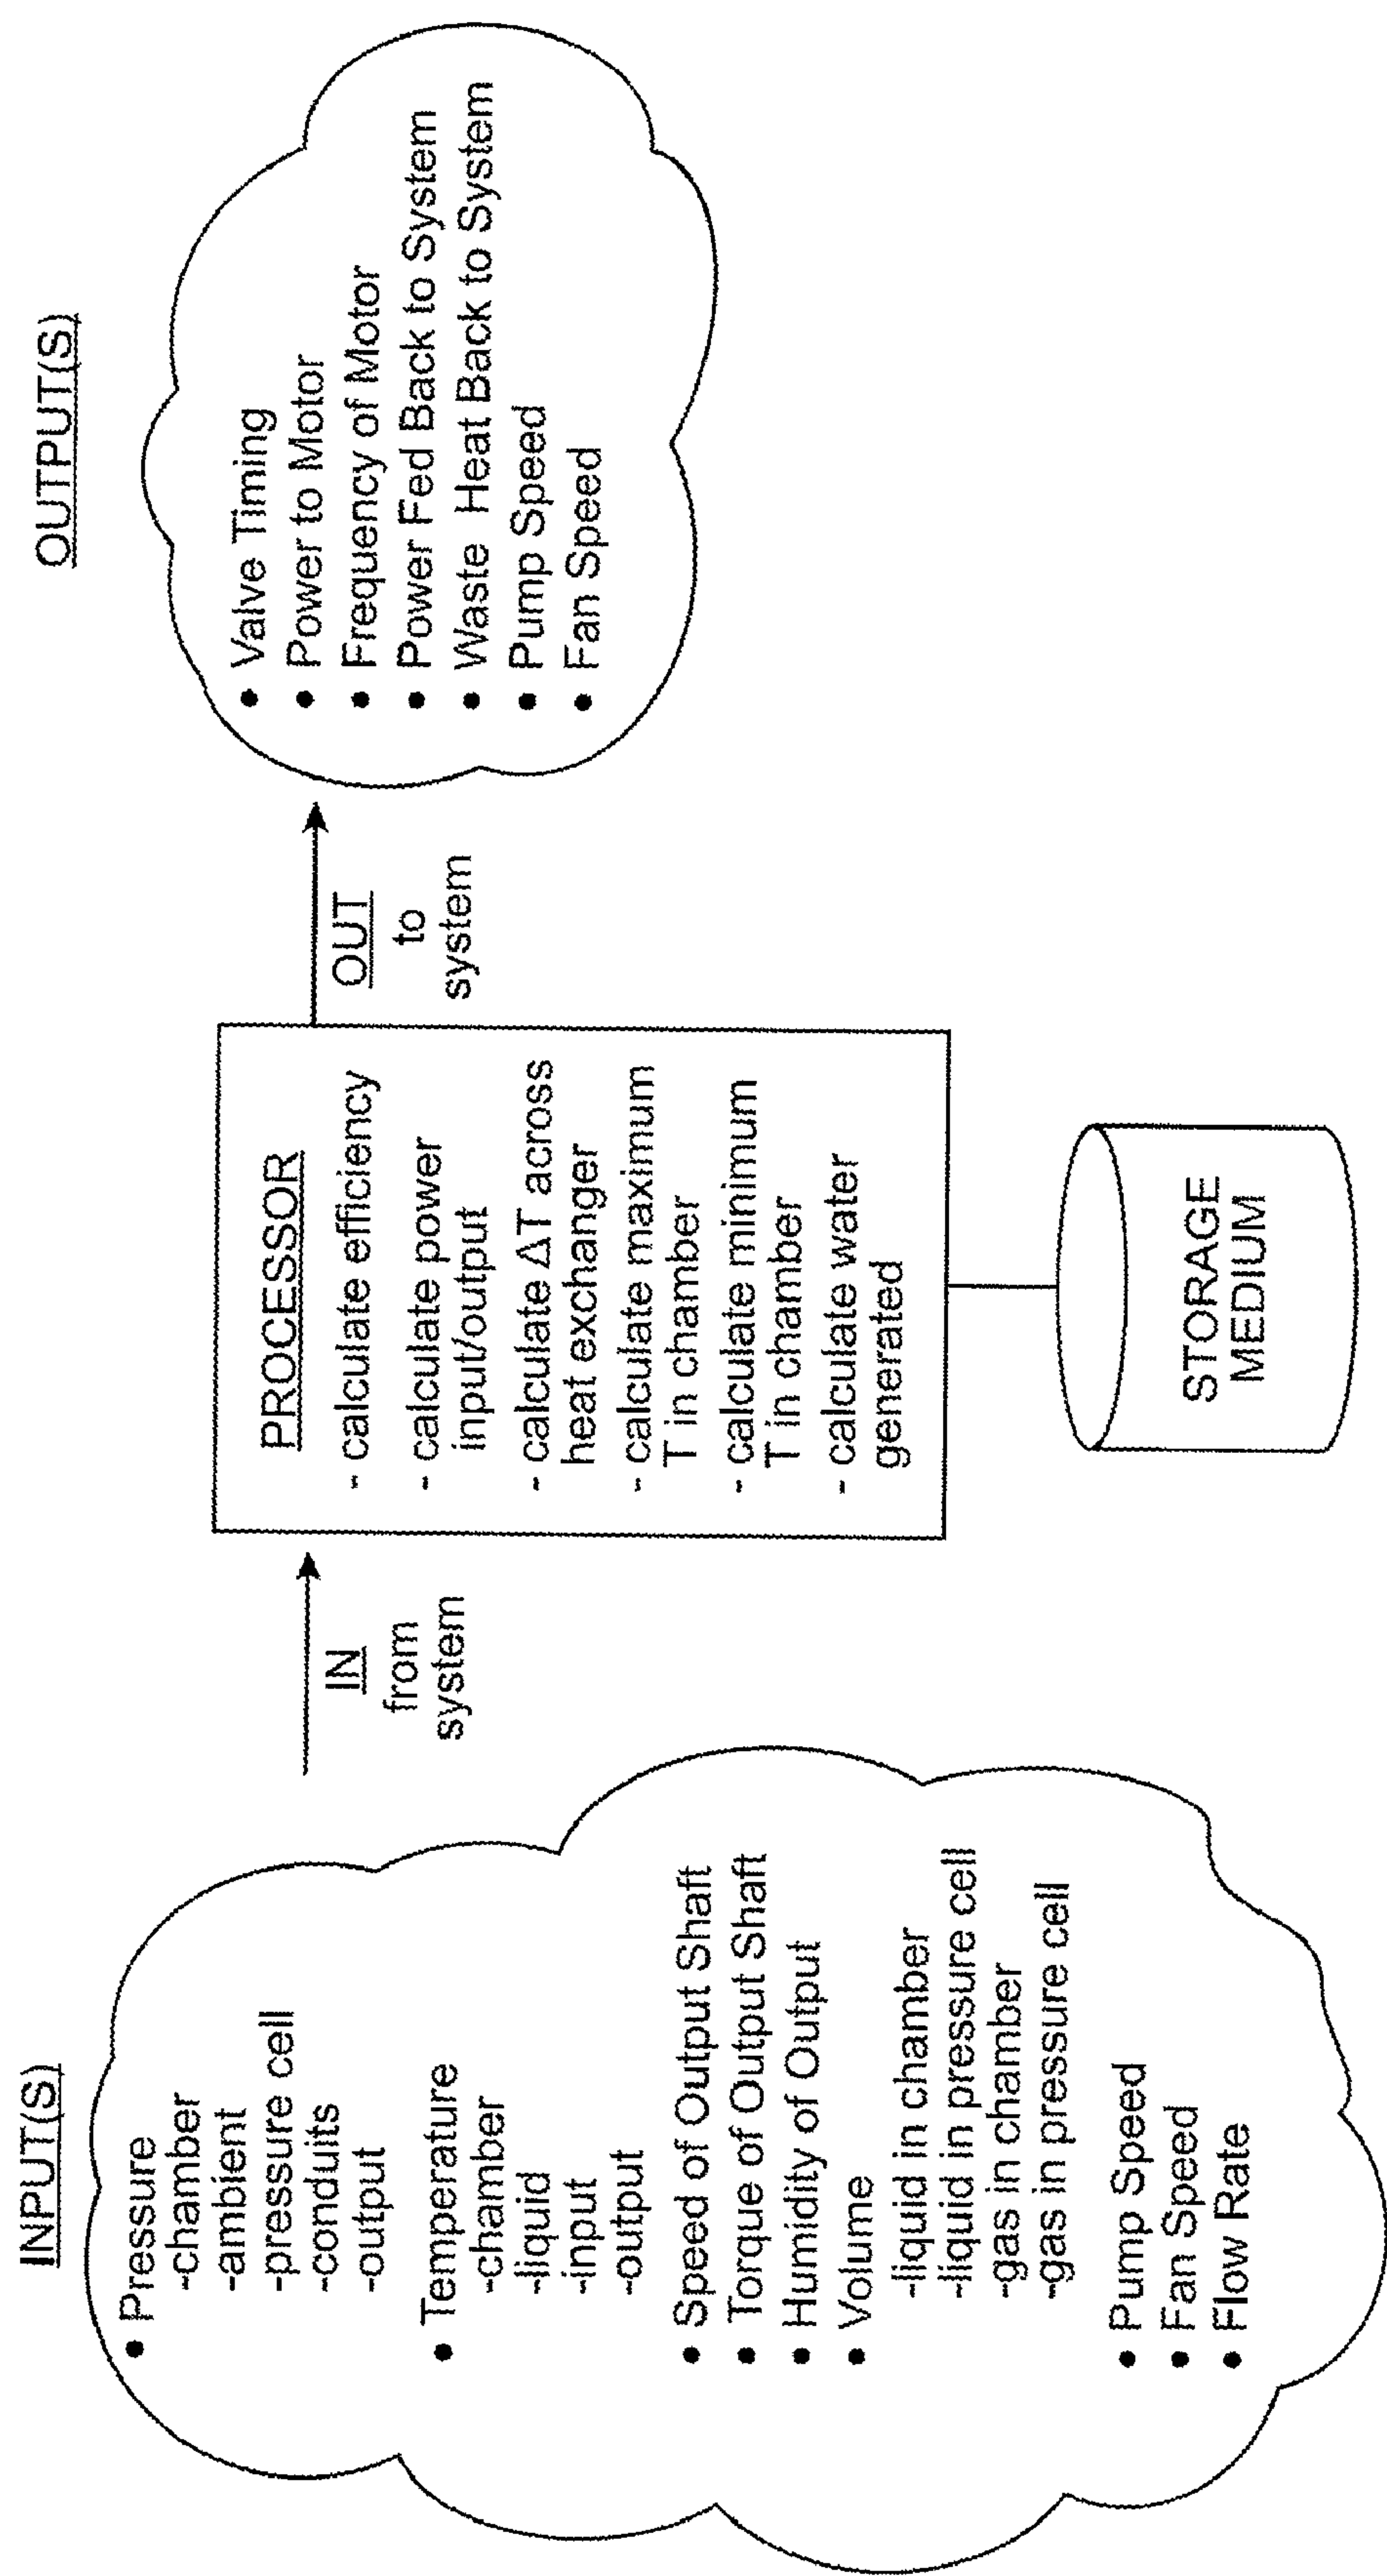 INPUT(S)
• Pressure
-chamber
-ambient
-pressure cell
-conduits
-output
• Temperature
-chamber
-liquid
-input
-output
• Speed of Output Shaft
• Torque of Output Shaft
• Humidity of Output
• Volume
-liquid in chamber
-liquid in pressure cell
-gas in chamber
-gas in pressure cell
• Pump Speed
• Fan Speed
• Flow Rate
IN
from
system
PROCESSOR
- calculate efficiency
- calculate power
input/output
- calculate ΔT across
heat exchanger
- calculate maximum
T in chamber
- calculate minimum
T in chamber
- calculate water
generated
STORAGE
MEDIUM
OUT
to
system
OUTPUT(S)
• Valve Timing
• Power to Motor
• Frequency of Motor
• Power Fed Back to System
• Waste Heat Back to System
• Pump Speed
• Fan Speed